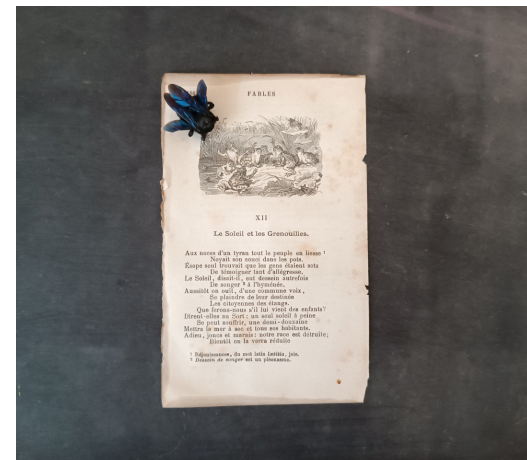 FABLES
XII
Le Soleil et les Grenouilles.
Aux noces d'un tyran tout le peuple en liesse ¹
Noyait son souci dans les pots.
Ésope seul trouvait que les gens étaient sots
De témoigner tant d'allégresse.
Le Soleil, disait-il, eut dessein autrefois
De songer ² à l'hyménée.
Aussitôt on ouït, d'une commune voix,
Se plaindre de leur destinée
Les citoyennes des étangs.
Que ferons-nous s'il lui vient des enfants?
Dirent-elles au Sort : un seul soleil à peine
Se peut souffrir, une demi-douzaine
Mettra la mer à sec et tous ses habitants.
Adieu, joncs et marais : notre race est détruite;
Bientôt on la verra réduite
¹ Réjouissances, du mot latin lætitia, joie.
² Dessein de songer est un pléonasme.